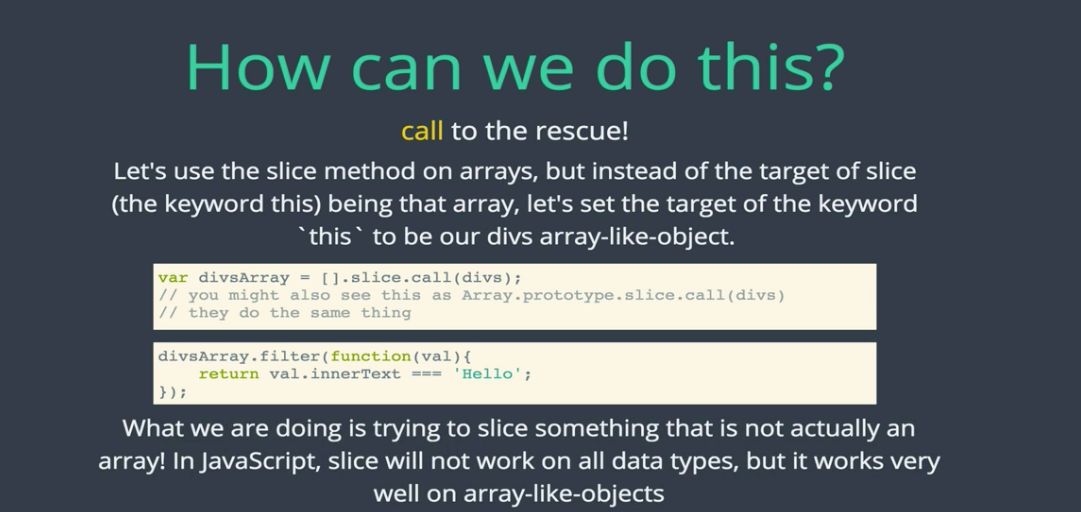 How can we do this?
call to the rescue!
Let's use the slice method on arrays, but instead of the target of slice
(the keyword this) being that array, let's set the target of the keyword
`this` to be our divs array-like-object.
var divsArray = [].slice.call(divs);
// you might also see this as Array.prototype.slice.call(divs)
// they do the same thing
divsArray.filter(function(val){
    return val.innerText === 'Hello';
});
What we are doing is trying to slice something that is not actually an
array! In JavaScript, slice will not work on all data types, but it works very
well on array-like-objects